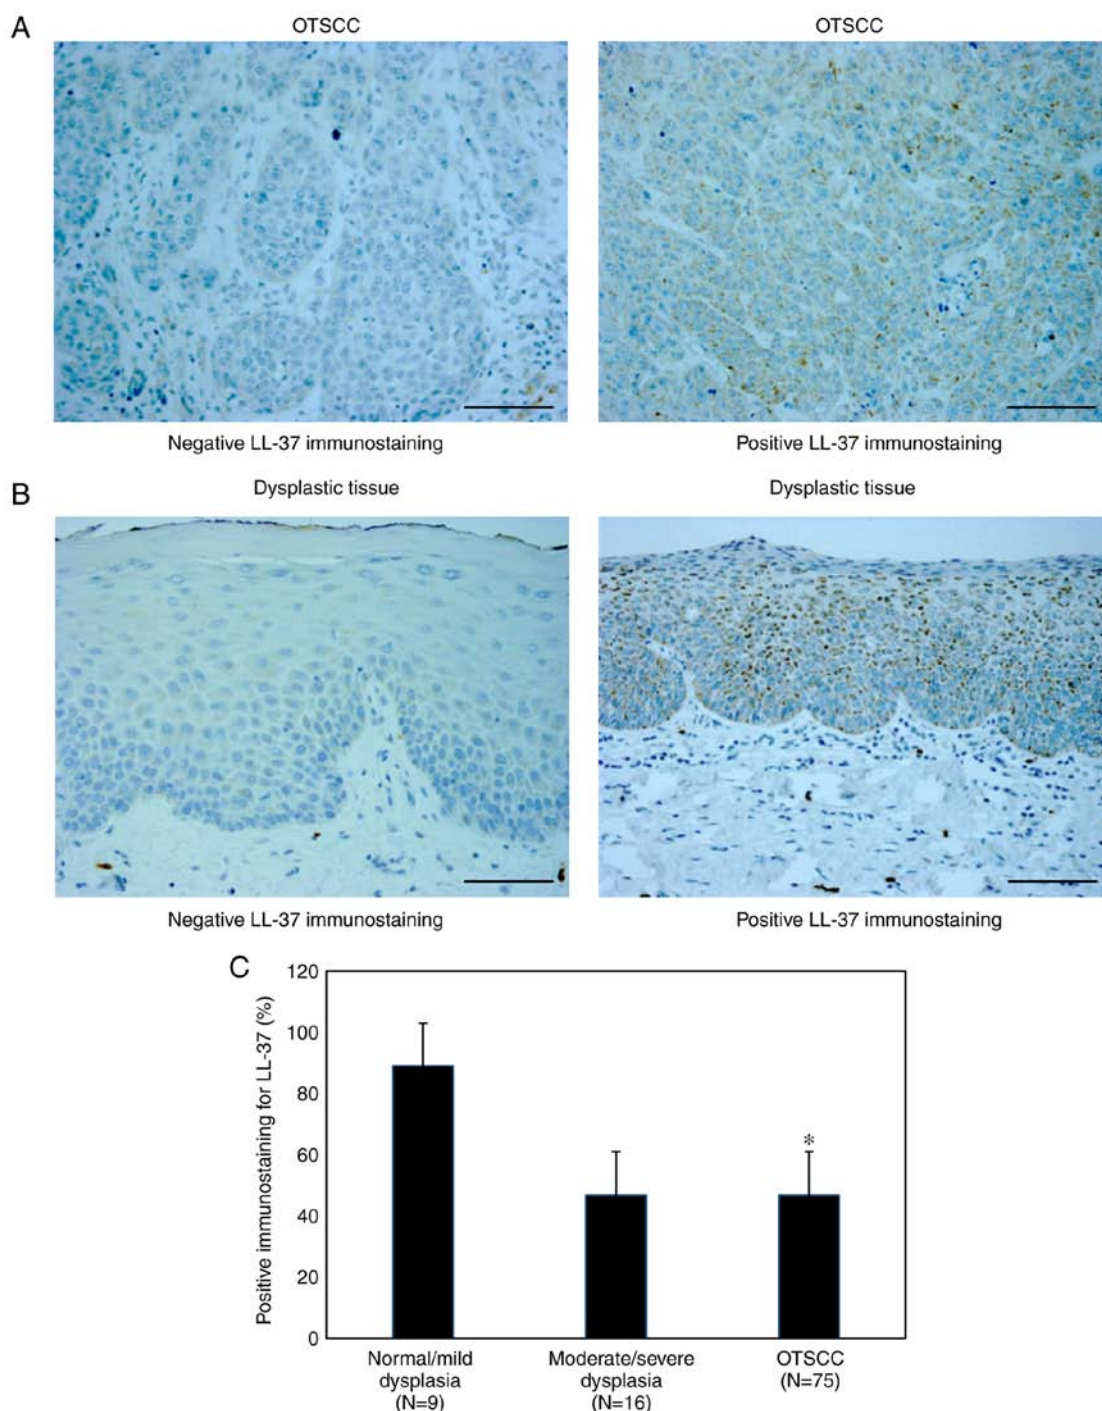 A
OTSCC
OTSCC
Negative LL-37 immunostaining
Positive LL-37 immunostaining
B
Dysplastic tissue
Dysplastic tissue
Negative LL-37 immunostaining
Positive LL-37 immunostaining
C
Positive immunostaining for LL-37 (%)
120
100
80
60
40
20
0
*
Normal/mild
dysplasia
(N=9)
Moderate/severe
dysplasia
(N=16)
OTSCC
(N=75)